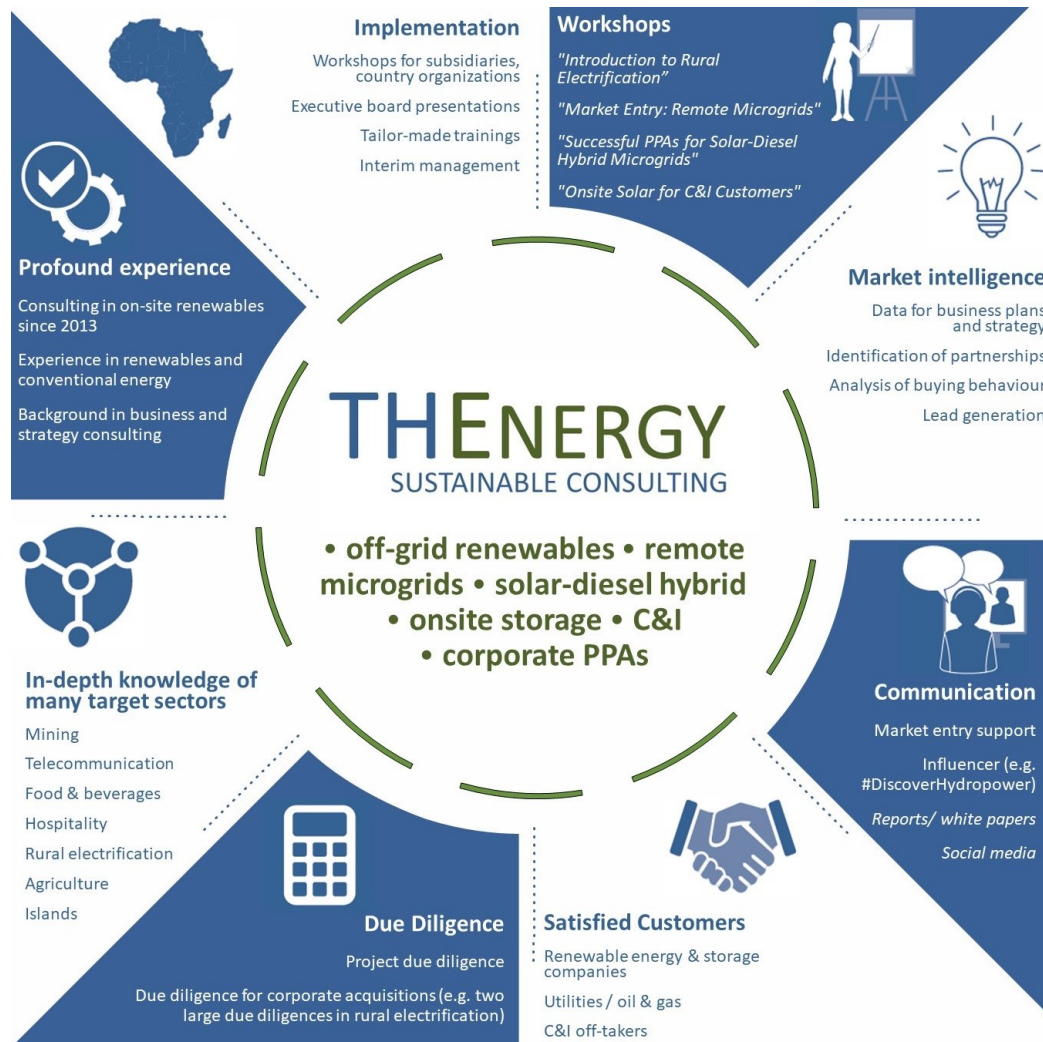 Implementation
Workshops for subsidiaries,
country organizations
Executive board presentations
Tailor-made trainings
Interim management
Workshops
"Introduction to Rural
Electrification”
"Market Entry: Remote Microgrids"
"Successful PPAs for Solar-Diesel
Hybrid Microgrids"
"Onsite Solar for C&I Customers"
Profound experience
Consulting in on-site renewables
since 2013
Experience in renewables and
conventional energy
Background in business and
strategy consulting
Market intelligence
Data for business plans
and strategy
Identification of partnerships
Analysis of buying behaviour
Lead generation
THENERGY
SUSTAINABLE CONSULTING
• off-grid renewables • remote
microgrids • solar-diesel hybrid
• onsite storage • C&I
• corporate PPAs
In-depth knowledge of
many target sectors
Mining
Telecommunication
Food & beverages
Hospitality
Rural electrification
Agriculture
Islands
Communication
Market entry support
Influencer (e.g.
#DiscoverHydropower)
Reports/ white papers
Social media
Due Diligence
Project due diligence
Due diligence for corporate acquisitions (e.g. two
large due diligences in rural electrification)
Satisfied Customers
Renewable energy & storage
companies
Utilities / oil & gas
C&I off-takers